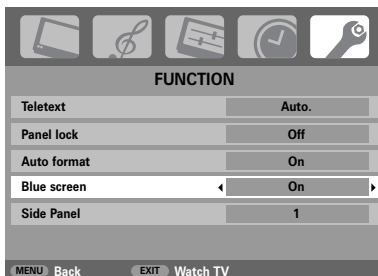 FUNCTION
Teletext Auto.
Panel lock Off
Auto format On
Blue screen On
Side Panel 1
MENU Back EXIT Watch TV